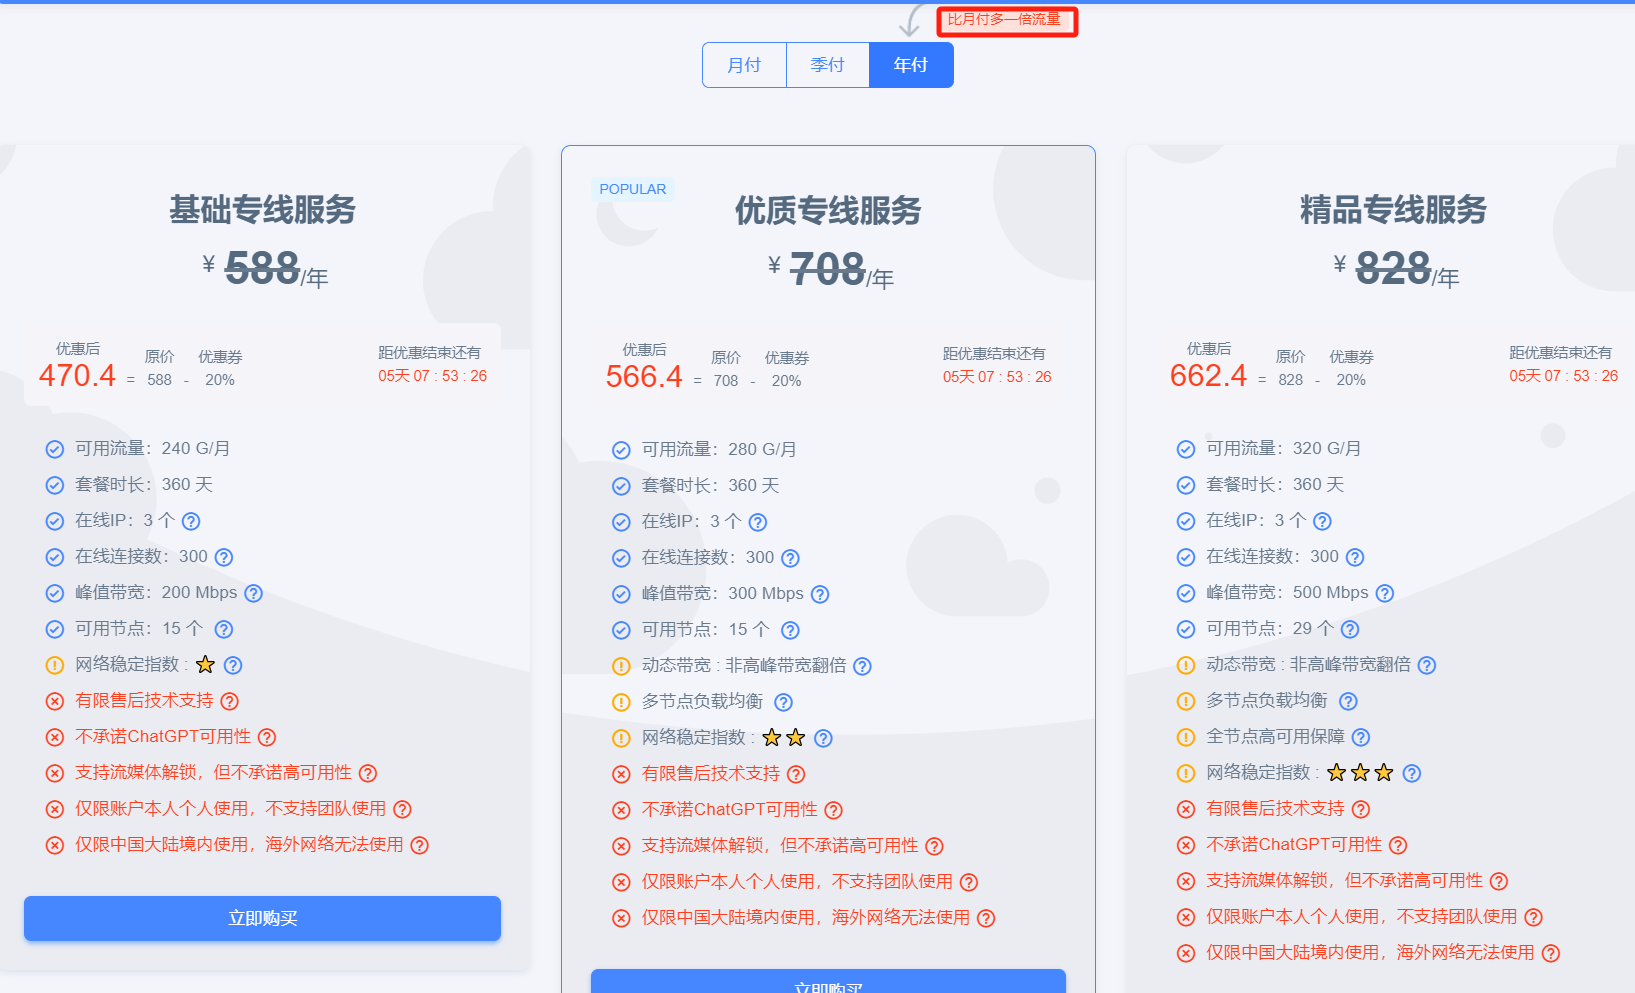 比月付多一倍流量
月付
季付
年付
基础专线服务
¥ 588/年
优惠后
470.4 = 原价 588 - 优惠券 20%
距优惠结束还有
05天 07 : 53 : 26
可用流量：240 G/月
套餐时长：360 天
在线IP：3 个
在线连接数：300
峰值带宽：200 Mbps
可用节点：15 个
网络稳定指数 :
有限售后技术支持
不承诺ChatGPT可用性
支持流媒体解锁，但不承诺高可用性
仅限账户本人个人使用，不支持团队使用
仅限中国大陆境内使用，海外网络无法使用
立即购买
POPULAR
优质专线服务
¥ 708/年
优惠后
566.4 = 原价 708 - 优惠券 20%
距优惠结束还有
05天 07 : 53 : 26
可用流量：280 G/月
套餐时长：360 天
在线IP：3 个
在线连接数：300
峰值带宽：300 Mbps
可用节点：15 个
动态带宽 : 非高峰带宽翻倍
多节点负载均衡
网络稳定指数 :
有限售后技术支持
不承诺ChatGPT可用性
支持流媒体解锁，但不承诺高可用性
仅限账户本人个人使用，不支持团队使用
仅限中国大陆境内使用，海外网络无法使用
立即购买
精品专线服务
¥ 828/年
优惠后
662.4 = 原价 828 - 优惠券 20%
距优惠结束还有
05天 07 : 53 : 26
可用流量：320 G/月
套餐时长：360 天
在线IP：3 个
在线连接数：300
峰值带宽：500 Mbps
可用节点：29 个
动态带宽 : 非高峰带宽翻倍
多节点负载均衡
全节点高可用保障
网络稳定指数 :
有限售后技术支持
不承诺ChatGPT可用性
支持流媒体解锁，但不承诺高可用性
仅限账户本人个人使用，不支持团队使用
仅限中国大陆境内使用，海外网络无法使用